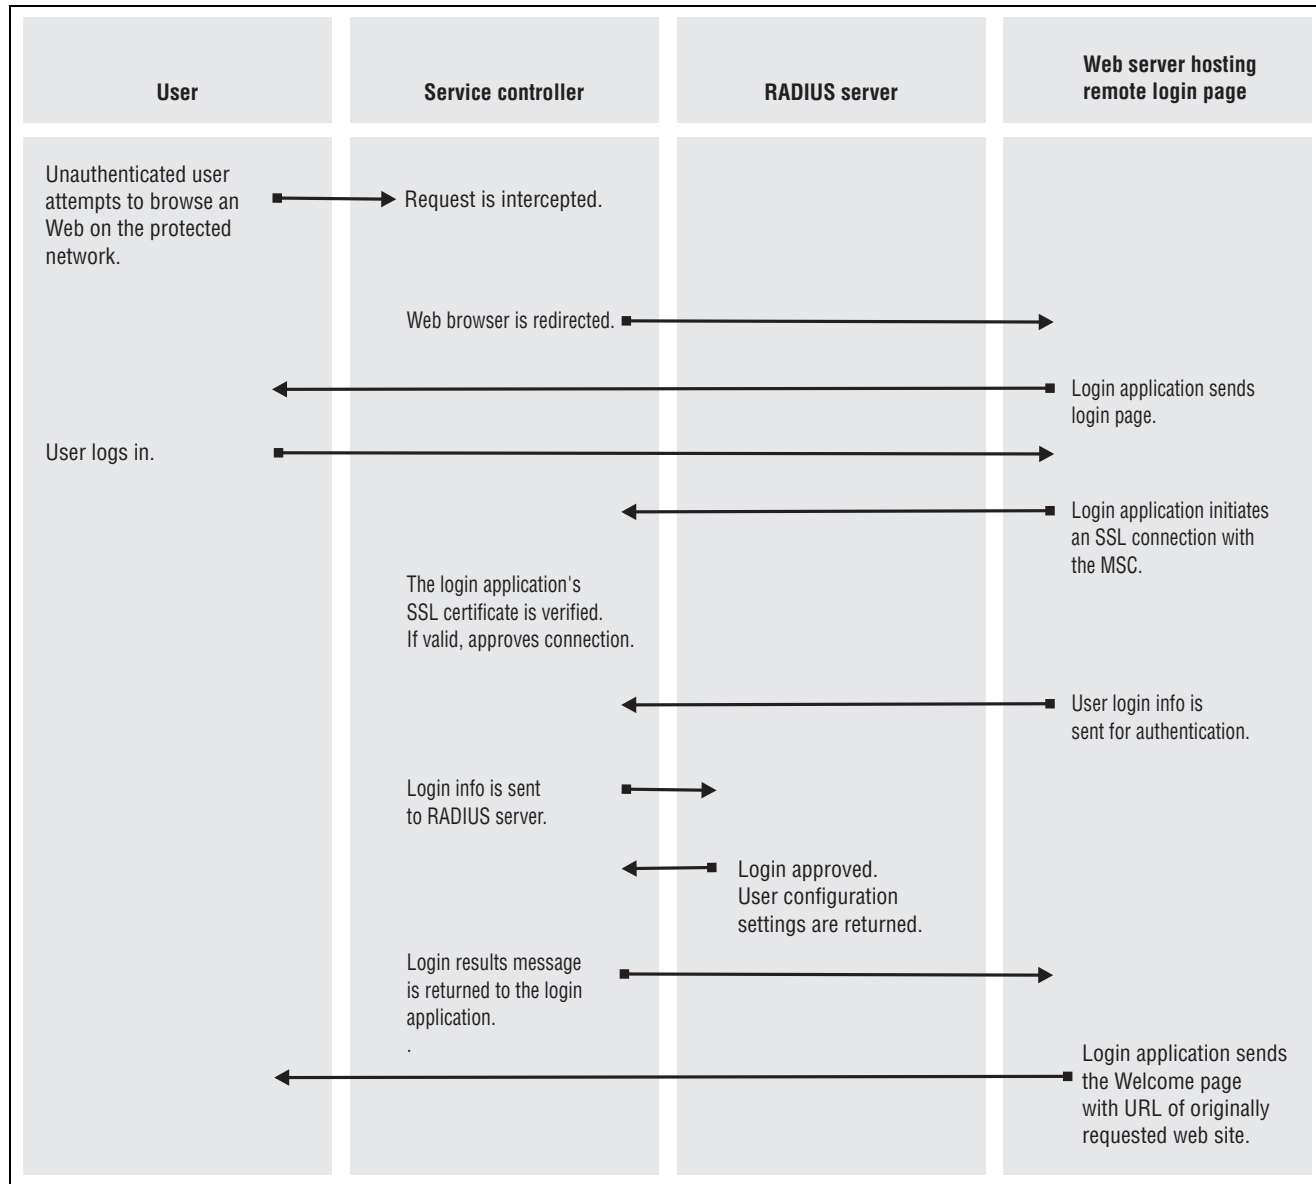 User
Service controller
RADIUS server
Web server hosting
remote login page
Unauthenticated user
attempts to browse an
Web on the protected
network.
Request is intercepted.
Web browser is redirected.
Login application sends
login page.
User logs in.
Login application initiates
an SSL connection with
the MSC.
The login application's
SSL certificate is verified.
If valid, approves connection.
User login info is
sent for authentication.
Login info is sent
to RADIUS server.
Login approved.
User configuration
settings are returned.
Login results message
is returned to the login
application.
.
Login application sends
the Welcome page
with URL of originally
requested web site.